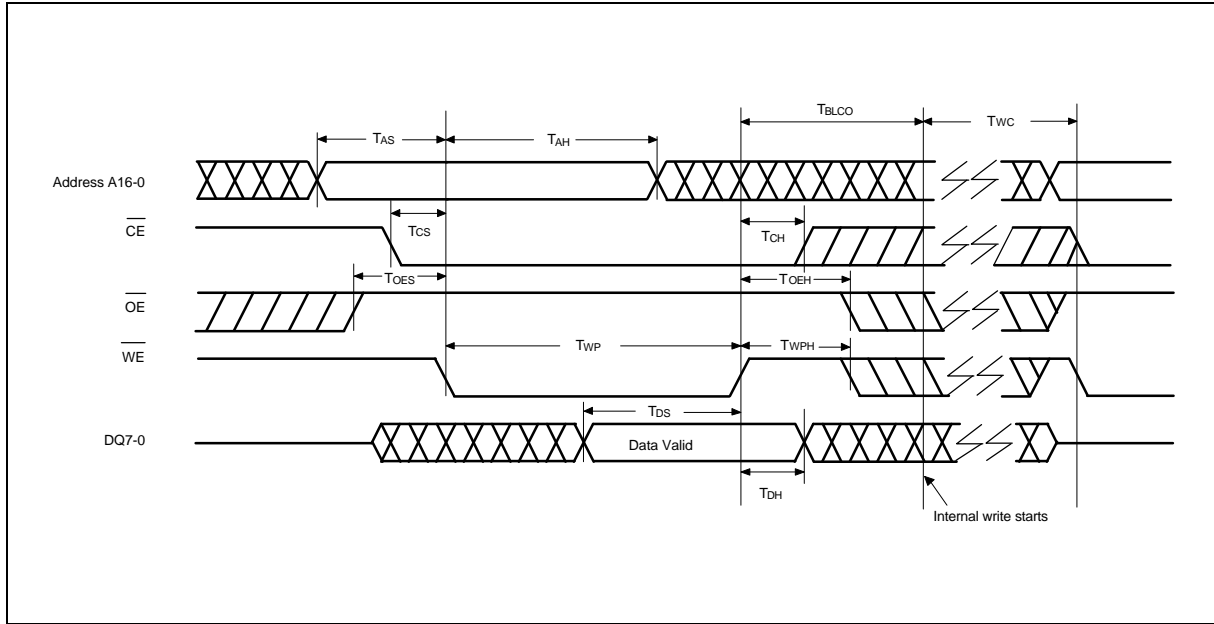 TBLCO
TAS
TAH
TWC
Address A16-0
CE
TCS
TCH
TOES
TOEH
OE
TWP
TWPH
WE
TDS
DQ7-0
Data Valid
TDH
Internal write starts